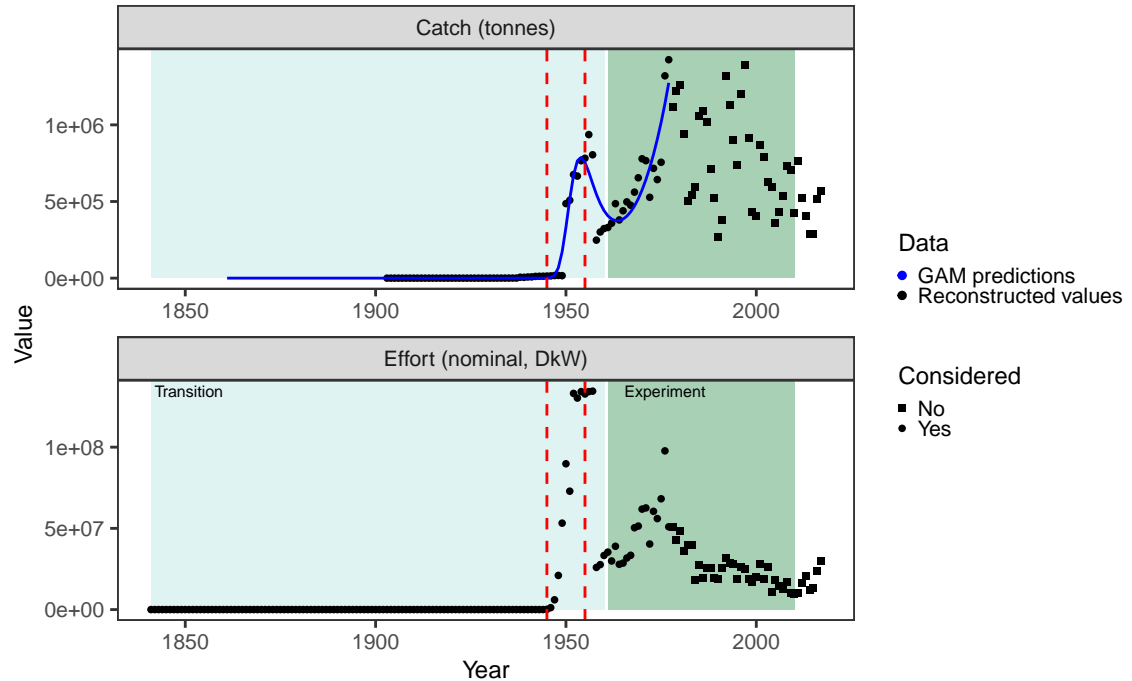 Catch (tonnes)
1e+06
5e+05
0e+00
1850
1900
1950
2000
Effort (nominal, DkW)
Transition
Experiment
1e+08
5e+07
0e+00
1850
1900
1950
2000
Value
Year
Data
GAM predictions
Reconstructed values
Considered
No
Yes